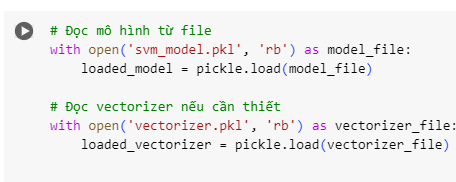 # Đọc mô hình từ file
with open('svm_model.pkl', 'rb') as model_file:
    loaded_model = pickle.load(model_file)

# Đọc vectorizer nếu cần thiết
with open('vectorizer.pkl', 'rb') as vectorizer_file:
    loaded_vectorizer = pickle.load(vectorizer_file)